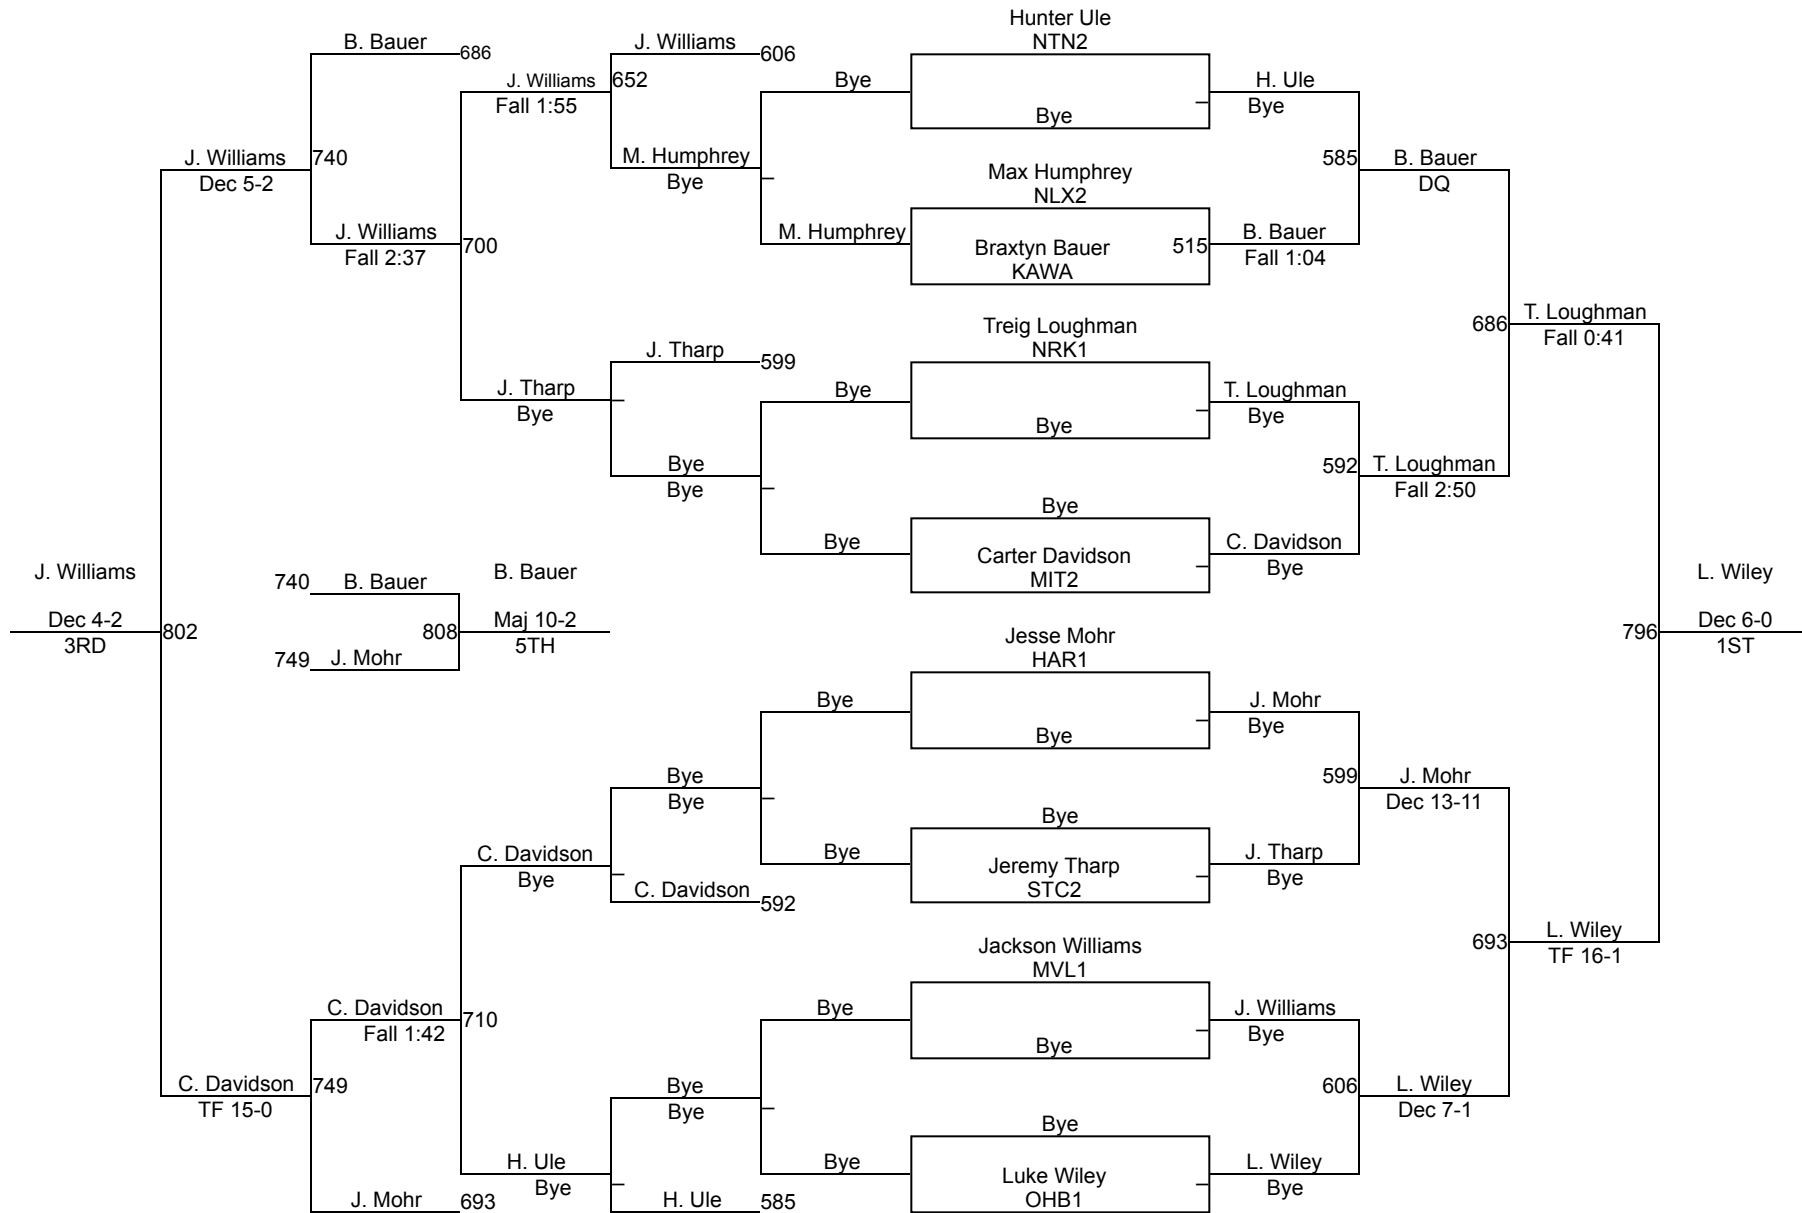 Hunter Ule
NTN2
B. Bauer
686
J. Williams
606
J. Williams
652
Fall 1:55
Bye
Bye
H. Ule
Bye
J. Williams
740
Dec 5-2
M. Humphrey
Bye
585
B. Bauer
DQ
Max Humphrey
NLX2
J. Williams
Fall 2:37
700
M. Humphrey
Braxtyn Bauer
KAWA
515
B. Bauer
Fall 1:04
Treig Loughman
NRK1
686
T. Loughman
Fall 0:41
J. Tharp
599
J. Tharp
Bye
Bye
Bye
T. Loughman
Bye
Bye
Bye
592
T. Loughman
Fall 2:50
Bye
Bye
Carter Davidson
MIT2
C. Davidson
Bye
J. Williams
Dec 4-2
3RD
802
740
B. Bauer
749
J. Mohr
808
B. Bauer
Maj 10-2
5TH
L. Wiley
796
Dec 6-0
1ST
Jesse Mohr
HAR1
Bye
Bye
J. Mohr
Bye
Bye
Bye
599
J. Mohr
Dec 13-11
Bye
C. Davidson
Bye
Bye
Jeremy Tharp
STC2
J. Tharp
Bye
C. Davidson
592
Jackson Williams
MVL1
693
L. Wiley
TF 16-1
C. Davidson
Fall 1:42
710
Bye
Bye
J. Williams
Bye
C. Davidson
749
TF 15-0
Bye
Bye
606
L. Wiley
Dec 7-1
Bye
H. Ule
Bye
Bye
Luke Wiley
OHB1
L. Wiley
Bye
J. Mohr
693
H. Ule
585